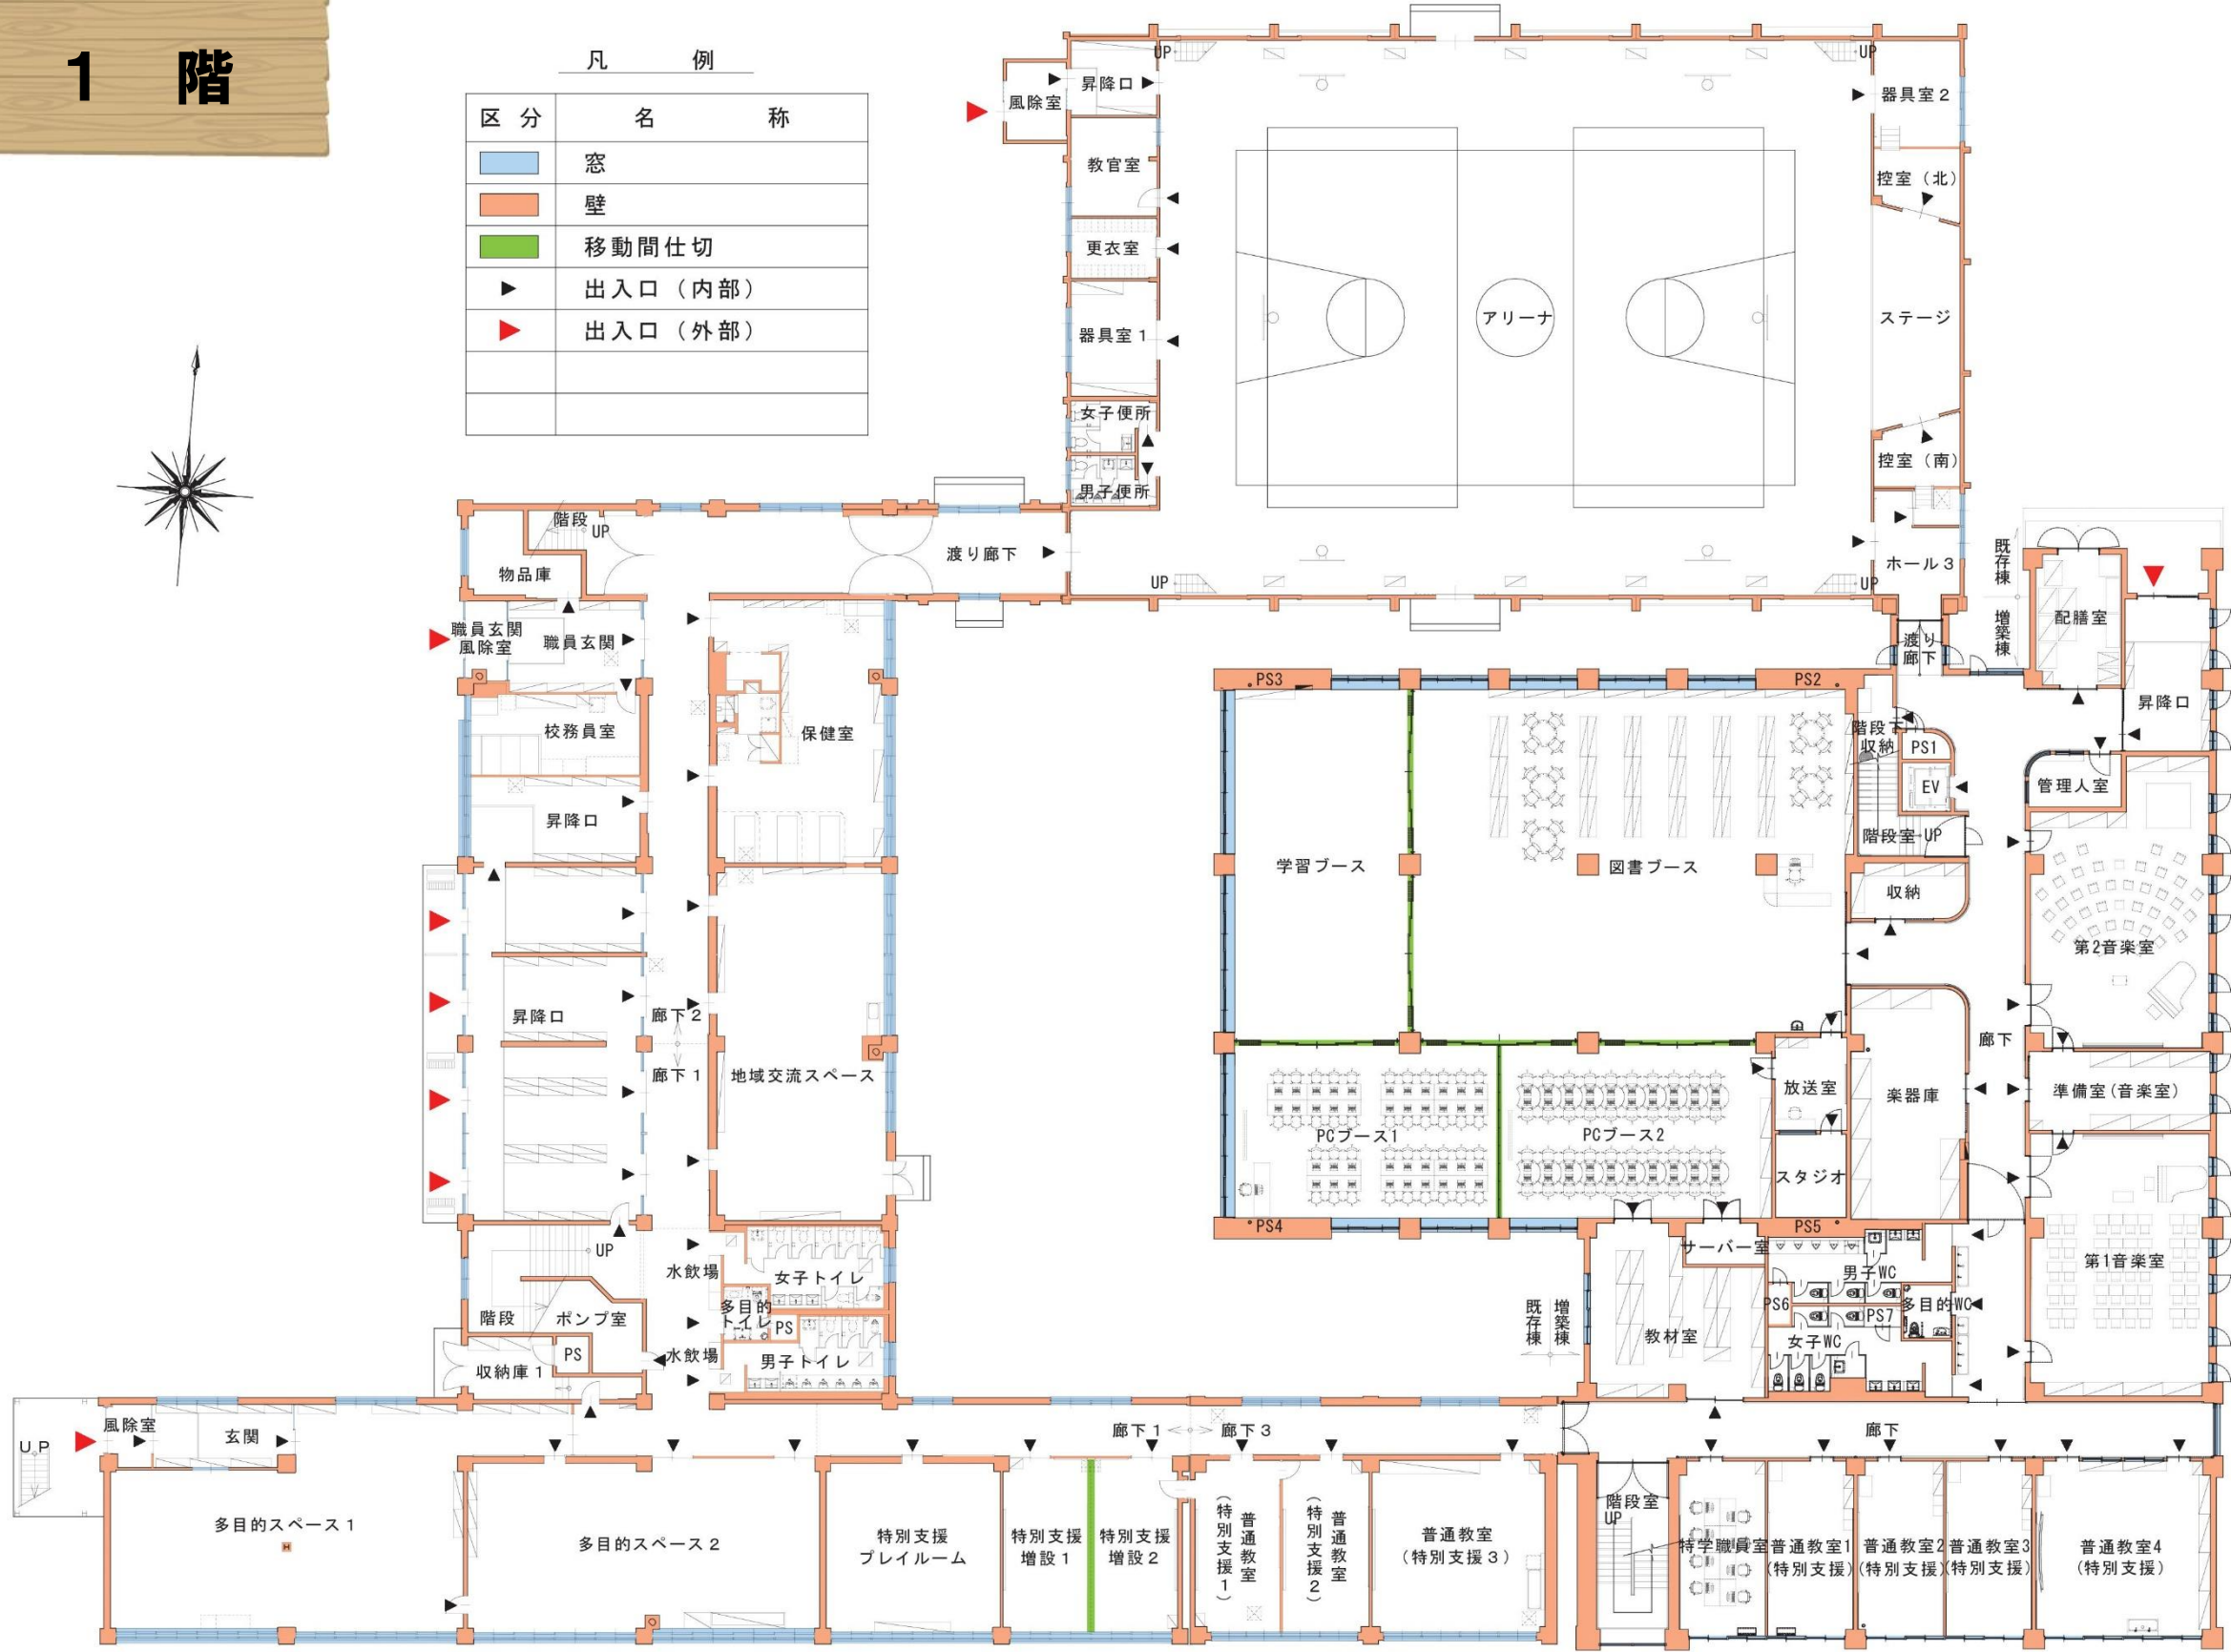 1 階
凡 例
区 分 名 称
窓
壁
移動間仕切
出入口（内部）
出入口（外部）
UP
UP
昇降口
風除室
器具室２
教官室
控室（北）
更衣室
器具室１
アリーナ
ステージ
女子便所
控室（南）
男子便所
階段
UP
渡り廊下
物品庫
UP
UP
ホール３
既存棟
増築棟
配膳室
職員玄関
風除室
職員玄関
渡り
廊下
PS3
PS2
昇降口
校務員室
保健室
階段下
収納
PS1
EV
管理人室
昇降口
階段室 UP
学習ブース
図書ブース
収納
第2音楽室
昇降口
廊下2
廊下
廊下１
地域交流スペース
放送室
楽器庫
準備室(音楽室)
PCブース1
PCブース2
スタジオ
PS4
PS5
UP
水飲場
女子トイレ
サーバー室
男子WC
第1音楽室
階段
ポンプ室
多目的
トイレ
PS
既存棟
増築棟
教材室
PS6
PS7
多目的WC
女子WC
収納庫１
PS
水飲場
男子トイレ
UP
風除室
玄関
廊下１
廊下３
廊下
多目的スペース１
多目的スペース２
特別支援
プレイルーム
特別支援
増設１
特別支援
増設２
普通教室
（特別支援１）
普通教室
（特別支援２）
普通教室
（特別支援３）
階段室
UP
特学職員室
普通教室1
(特別支援)
普通教室2
(特別支援)
普通教室3
(特別支援)
普通教室4
(特別支援)